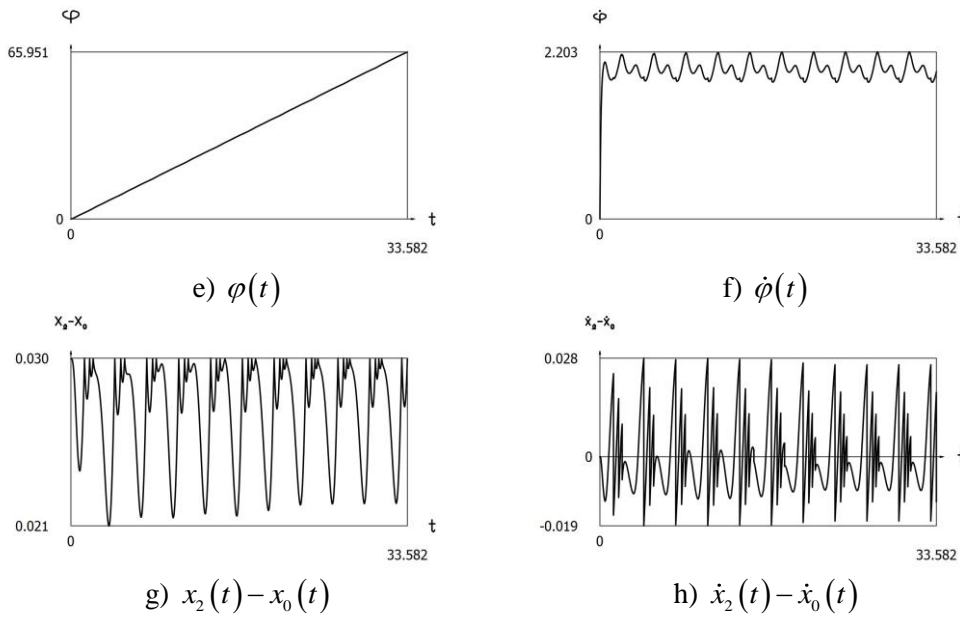 φ
65.951
0
0
t
33.582
e) φ(t)
φ̇
2.203
0
0
t
33.582
f) φ̇(t)
x₂-x₀
0.030
0.021
0
t
33.582
g) x₂(t)−x₀(t)
ẋ₂-ẋ₀
0.028
0
-0.019
0
t
33.582
h) ẋ₂(t)−ẋ₀(t)